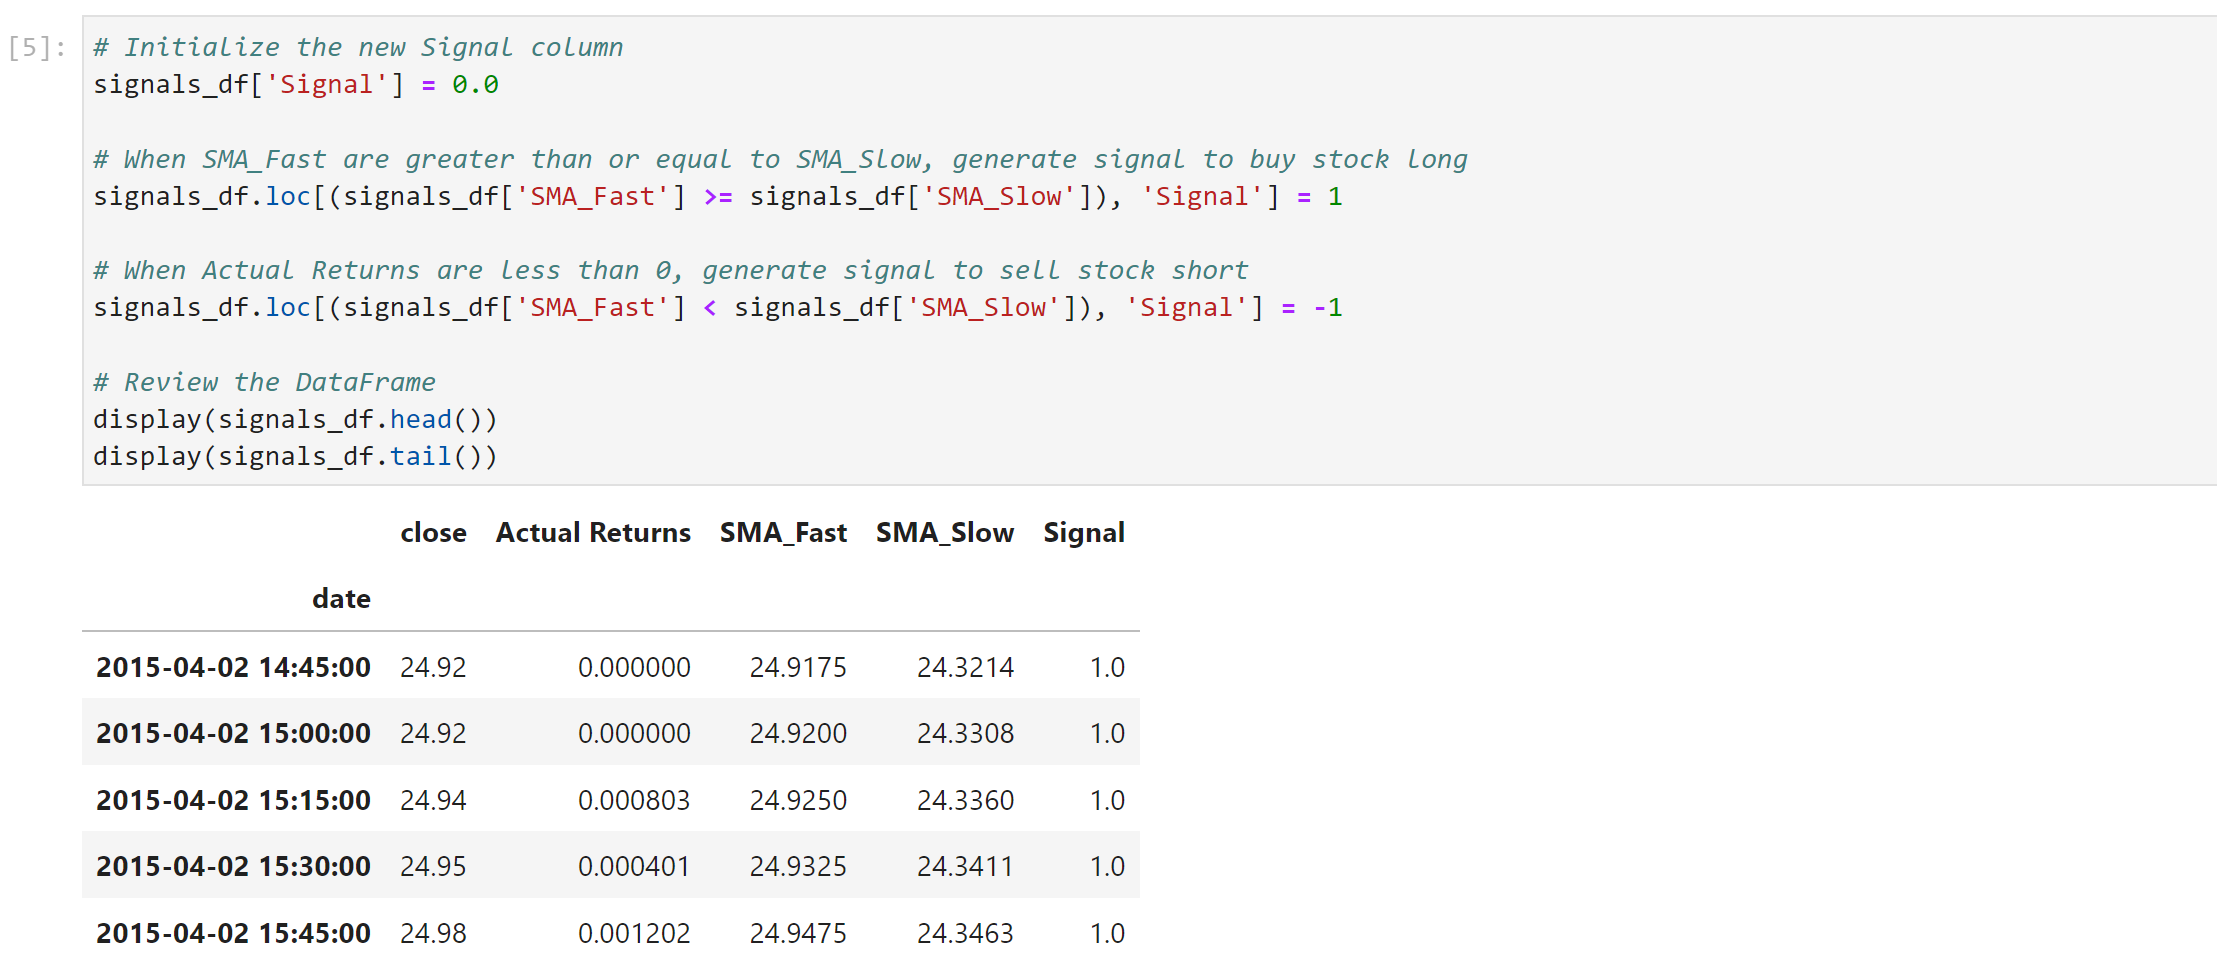 [5]: # Initialize the new Signal column
signals_df['Signal'] = 0.0
# When SMA_Fast are greater than or equal to SMA_Slow, generate signal to buy stock long
signals_df.loc[(signals_df['SMA_Fast'] >= signals_df['SMA_Slow']), 'Signal'] = 1
# When Actual Returns are less than 0, generate signal to sell stock short
signals_df.loc[(signals_df['SMA_Fast'] < signals_df['SMA_Slow']), 'Signal'] = -1
# Review the DataFrame
display(signals_df.head())
display(signals_df.tail())
close Actual Returns SMA_Fast SMA_Slow Signal
date
2015-04-02 14:45:00 24.92 0.000000 24.9175 24.3214 1.0
2015-04-02 15:00:00 24.92 0.000000 24.9200 24.3308 1.0
2015-04-02 15:15:00 24.94 0.000803 24.9250 24.3360 1.0
2015-04-02 15:30:00 24.95 0.000401 24.9325 24.3411 1.0
2015-04-02 15:45:00 24.98 0.001202 24.9475 24.3463 1.0